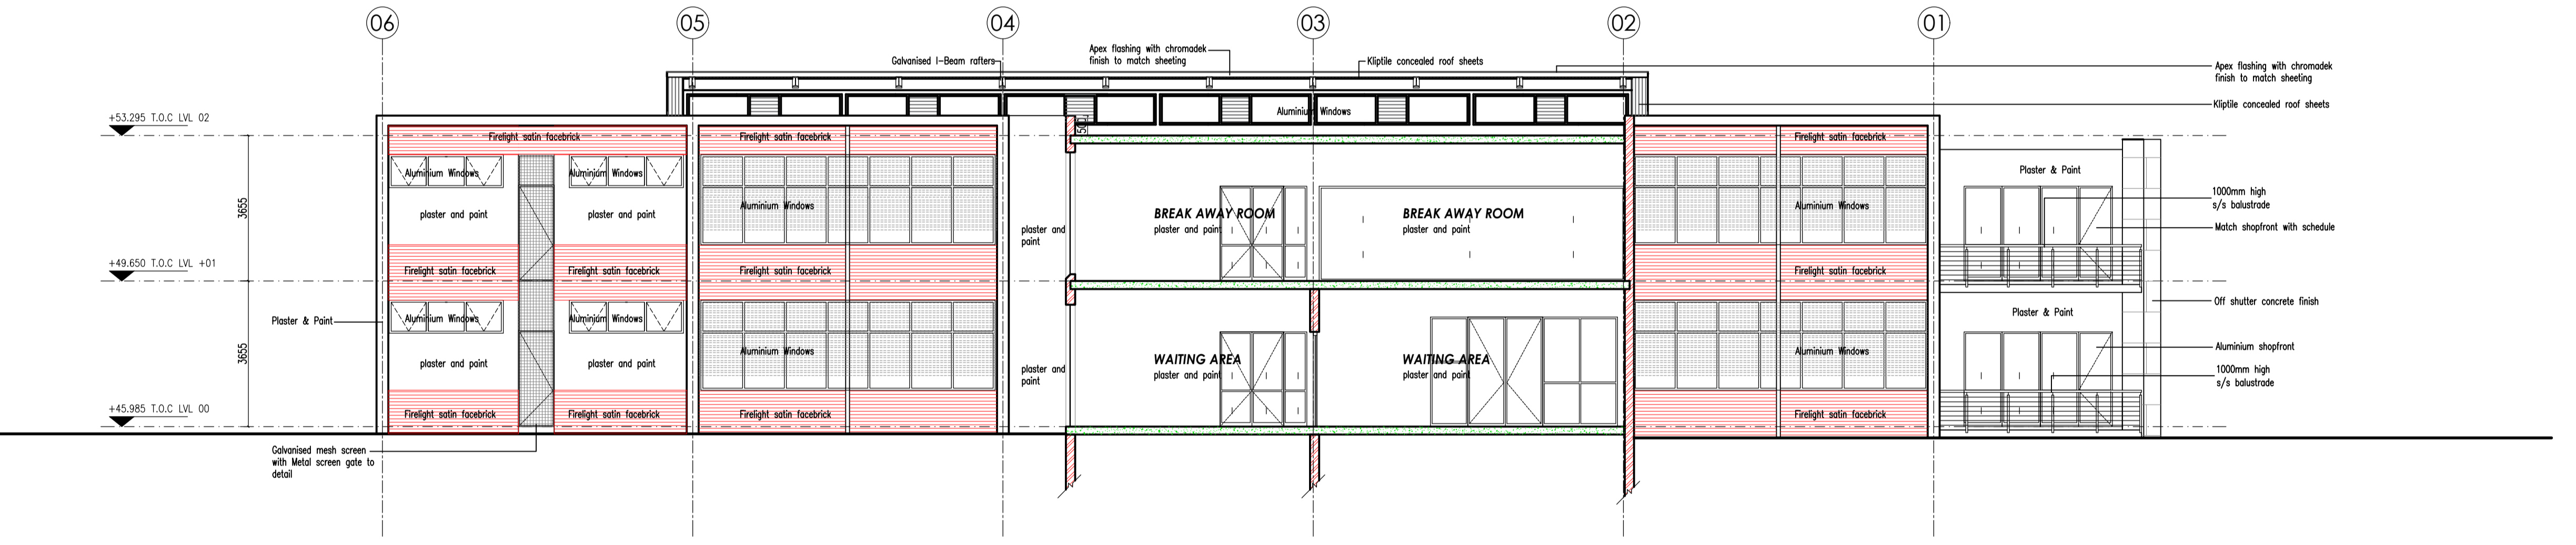 06
05
04
03
02
01
Apex flashing with chromadek
finish to match sheeting
Galvanised I-Beam rafters
Kliptile concealed roof sheets
Apex flashing with chromadek
finish to match sheeting
Kliptile concealed roof sheets
Aluminium Windows
+53.295 T.O.C LVL 02
Firelight satin facebrick
Firelight satin facebrick
Firelight satin facebrick
Aluminium Windows
Aluminium Windows
Plaster & Paint
1000mm high
s/s balustrade
3655
plaster and paint
plaster and paint
Aluminium Windows
BREAK AWAY ROOM
plaster and paint
BREAK AWAY ROOM
plaster and paint
Aluminium Windows
Match shopfront with schedule
plaster and
paint
+49.650 T.O.C LVL +01
Firelight satin facebrick
Firelight satin facebrick
Firelight satin facebrick
Firelight satin facebrick
Off shutter concrete finish
Plaster & Paint
Aluminium Windows
Aluminium Windows
Plaster & Paint
3655
plaster and paint
plaster and paint
Aluminium Windows
WAITING AREA
plaster and paint
WAITING AREA
plaster and paint
Aluminium Windows
Aluminium shopfront
plaster and
paint
1000mm high
s/s balustrade
+45.985 T.O.C LVL 00
Firelight satin facebrick
Firelight satin facebrick
Firelight satin facebrick
Firelight satin facebrick
Galvanised mesh screen
with Metal screen gate to
detail